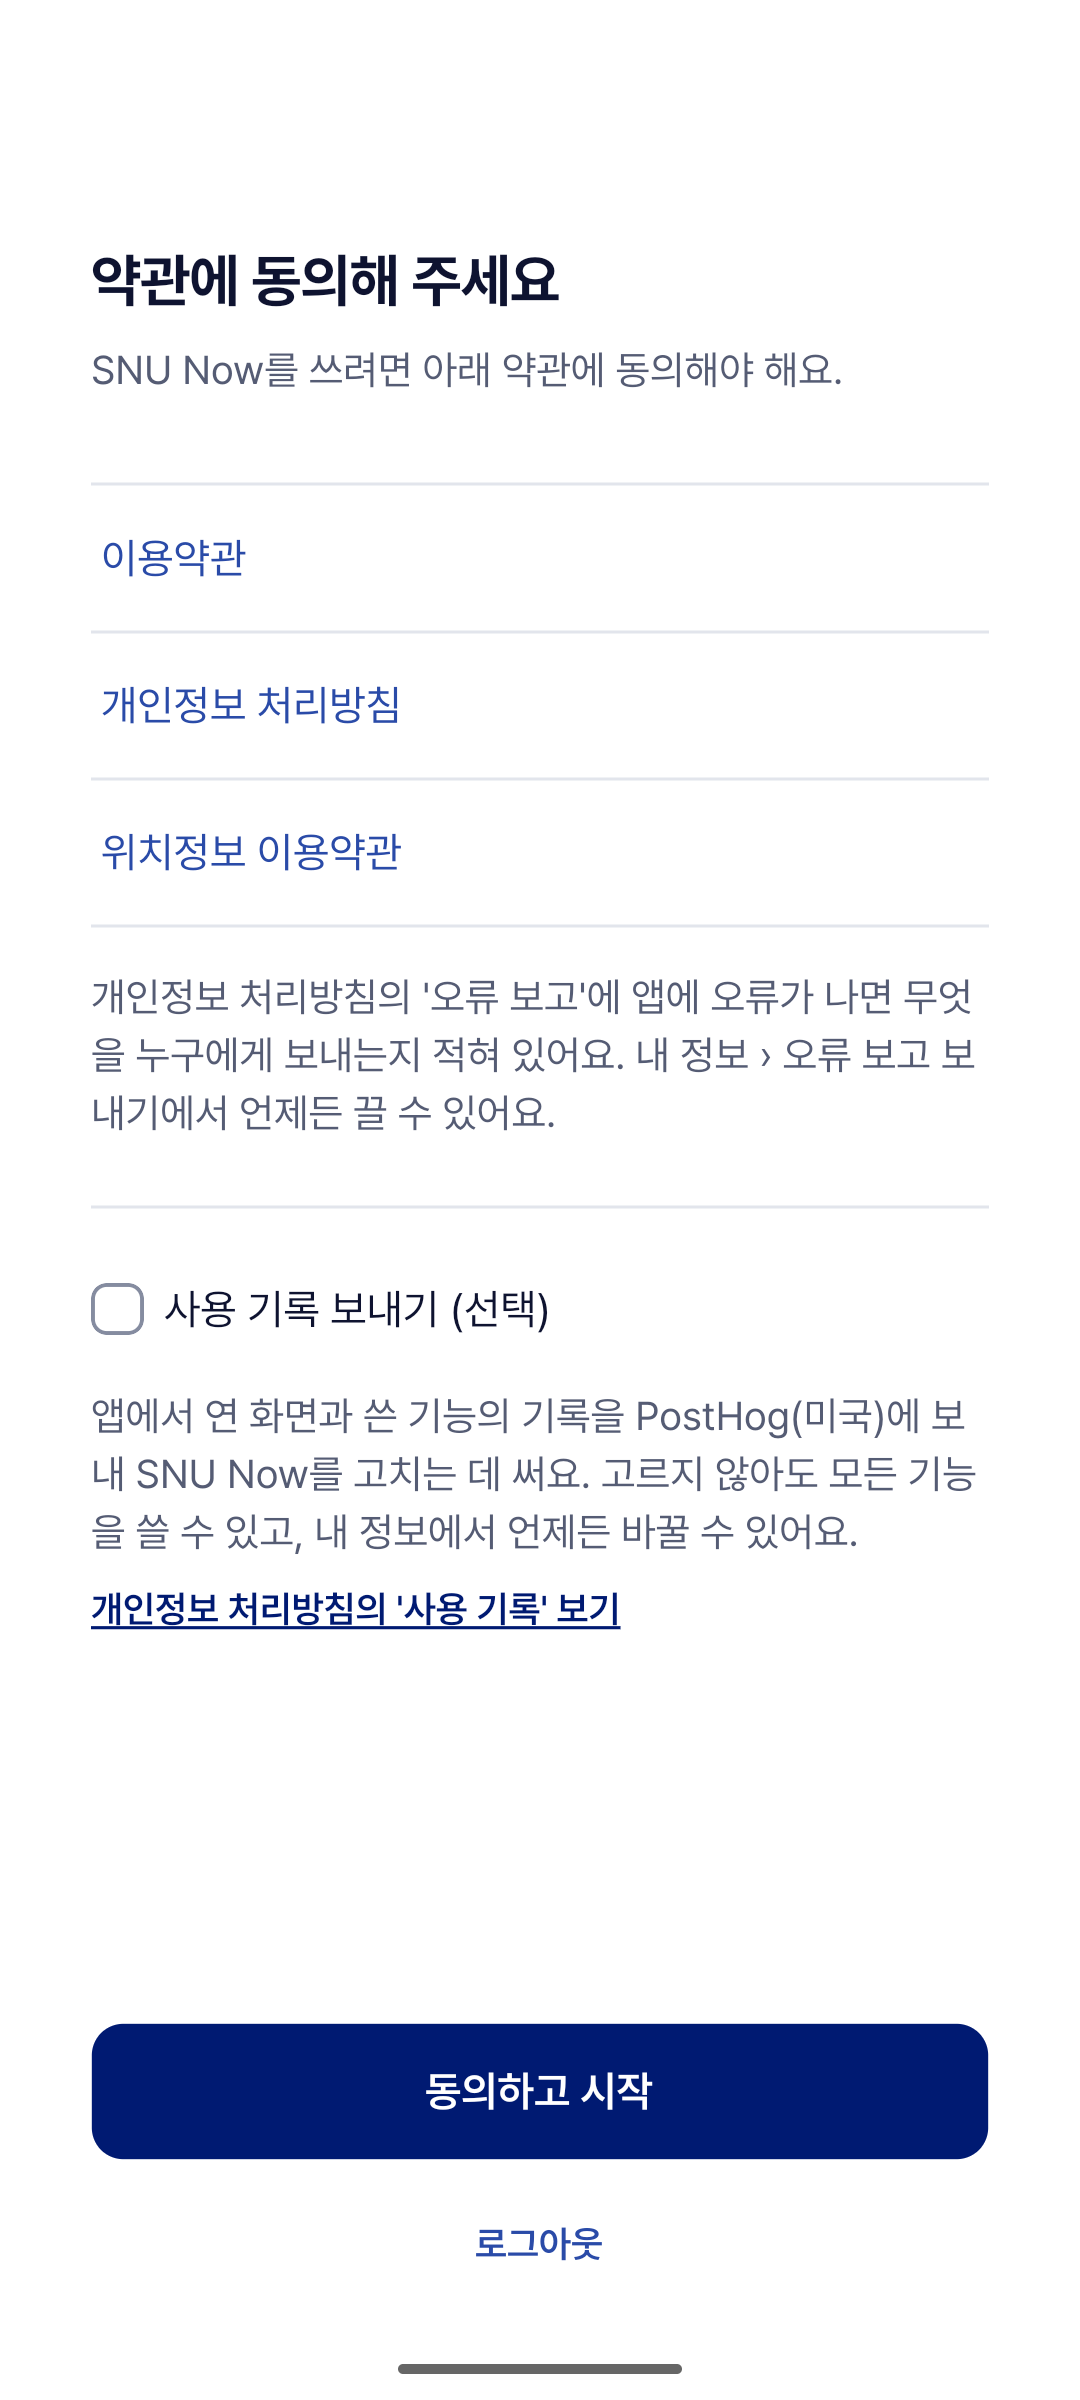 약관에 동의해 주세요
SNU Now를 쓰려면 아래 약관에 동의해야 해요.
이용약관
개인정보 처리방침
위치정보 이용약관
개인정보 처리방침의 '오류 보고'에 앱에 오류가 나면 무엇
을 누구에게 보내는지 적혀 있어요. 내 정보 › 오류 보고 보
내기에서 언제든 끌 수 있어요.
사용 기록 보내기 (선택)
앱에서 연 화면과 쓴 기능의 기록을 PostHog(미국)에 보
내 SNU Now를 고치는 데 써요. 고르지 않아도 모든 기능
을 쓸 수 있고, 내 정보에서 언제든 바꿀 수 있어요.
개인정보 처리방침의 '사용 기록' 보기
동의하고 시작
로그아웃